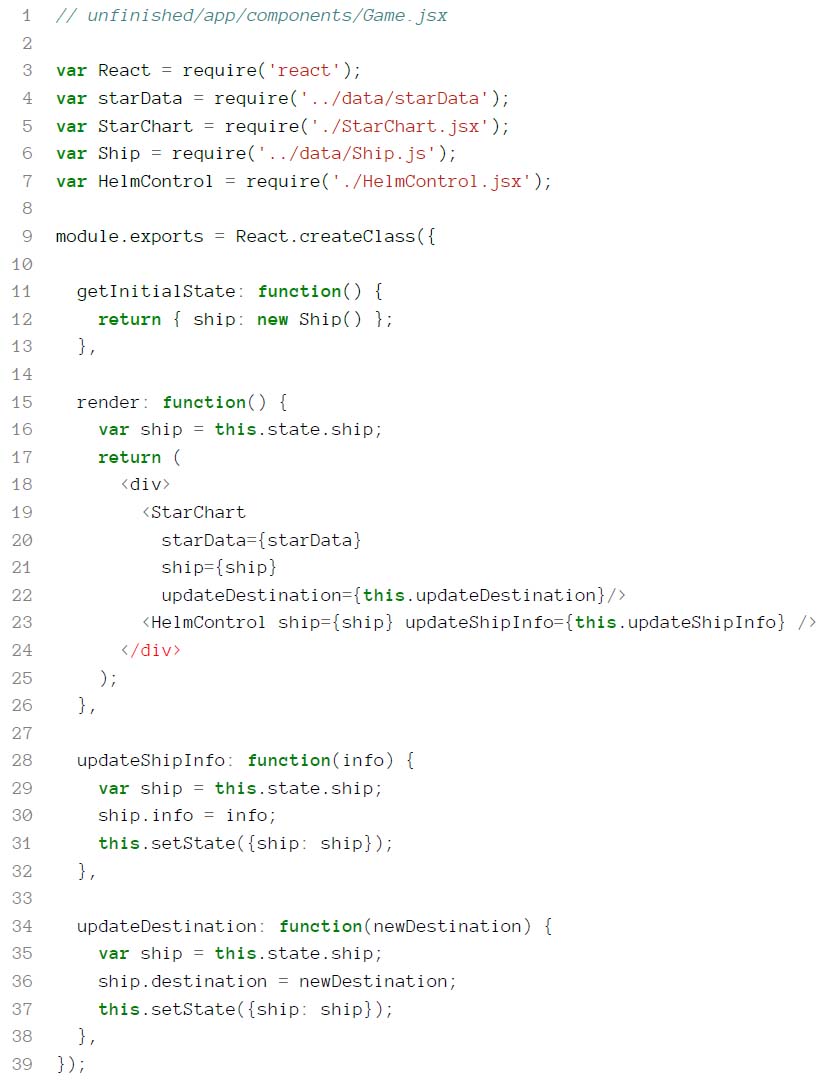 1 // unfinished/app/components/Game.jsx
2
3 var React = require('react');
4 var starData = require('../data/starData');
5 var StarChart = require('./StarChart.jsx');
6 var Ship = require('../data/Ship.js');
7 var HelmControl = require('./HelmControl.jsx');
8
9 module.exports = React.createClass({
10
11   getInitialState: function() {
12     return { ship: new Ship() };
13   },
14
15   render: function() {
16     var ship = this.state.ship;
17     return (
18       <div>
19         <StarChart
20           starData={starData}
21           ship={ship}
22           updateDestination={this.updateDestination}/>
23         <HelmControl ship={ship} updateShipInfo={this.updateShipInfo} />
24       </div>
25     );
26   },
27
28   updateShipInfo: function(info) {
29     var ship = this.state.ship;
30     ship.info = info;
31     this.setState({ship: ship});
32   },
33
34   updateDestination: function(newDestination) {
35     var ship = this.state.ship;
36     ship.destination = newDestination;
37     this.setState({ship: ship});
38   },
39 });